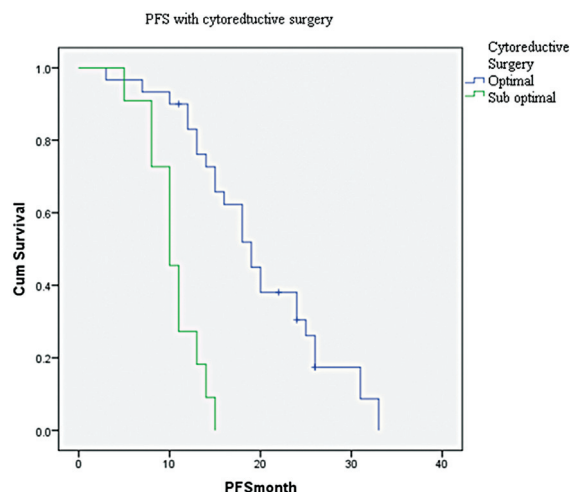 PFS with cytoredtuctive surgery
Cytoreductive
Surgery
Optimal
Sub optimal
1.0
0.8
0.6
0.4
0.2
0.0
Cum Survival
0 10 20 30 40
PFSmonth